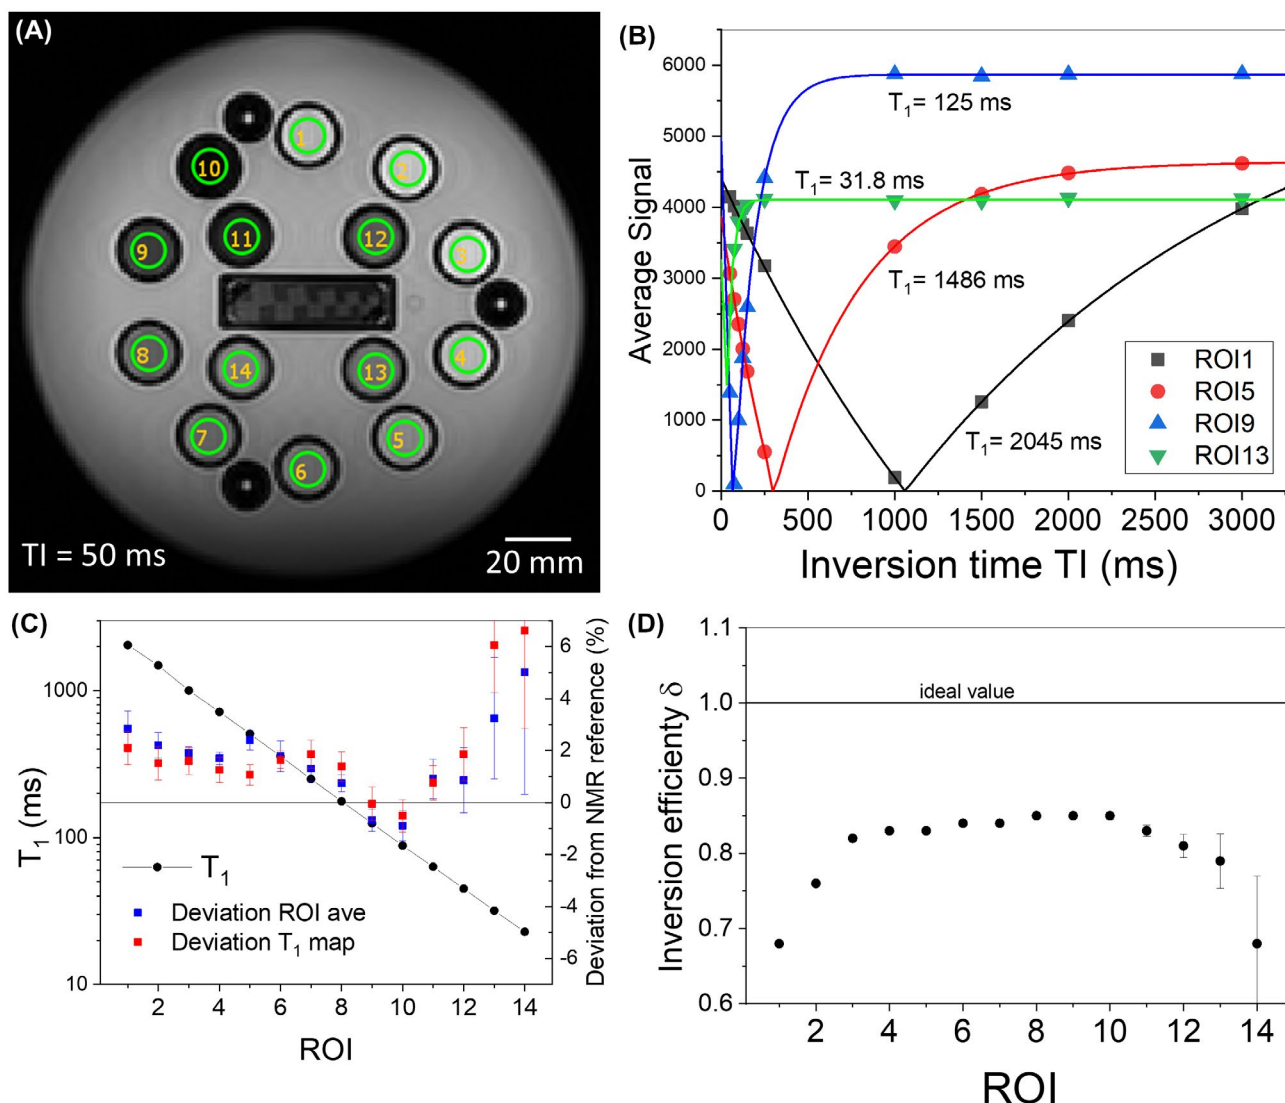 (A)
1
2
3
4
5
6
7
8
9
10
11
12
13
14
TI = 50 ms
20 mm
(B)
Average Signal
6000
5000
4000
3000
2000
1000
0
T1= 125 ms
T1= 31.8 ms
T1= 1486 ms
T1= 2045 ms
ROI1
ROI5
ROI9
ROI13
0 500 1000 1500 2000 2500 3000
Inversion time TI (ms)
(C)
T1 (ms)
1000
100
10
T1
Deviation ROI ave
Deviation T1 map
6
4
2
0
-2
-4
-6
Deviation from NMR reference (%)
2 4 6 8 10 12 14
ROI
(D)
Inversion efficiency δ
1.1
1.0
0.9
0.8
0.7
0.6
ideal value
2 4 6 8 10 12 14
ROI